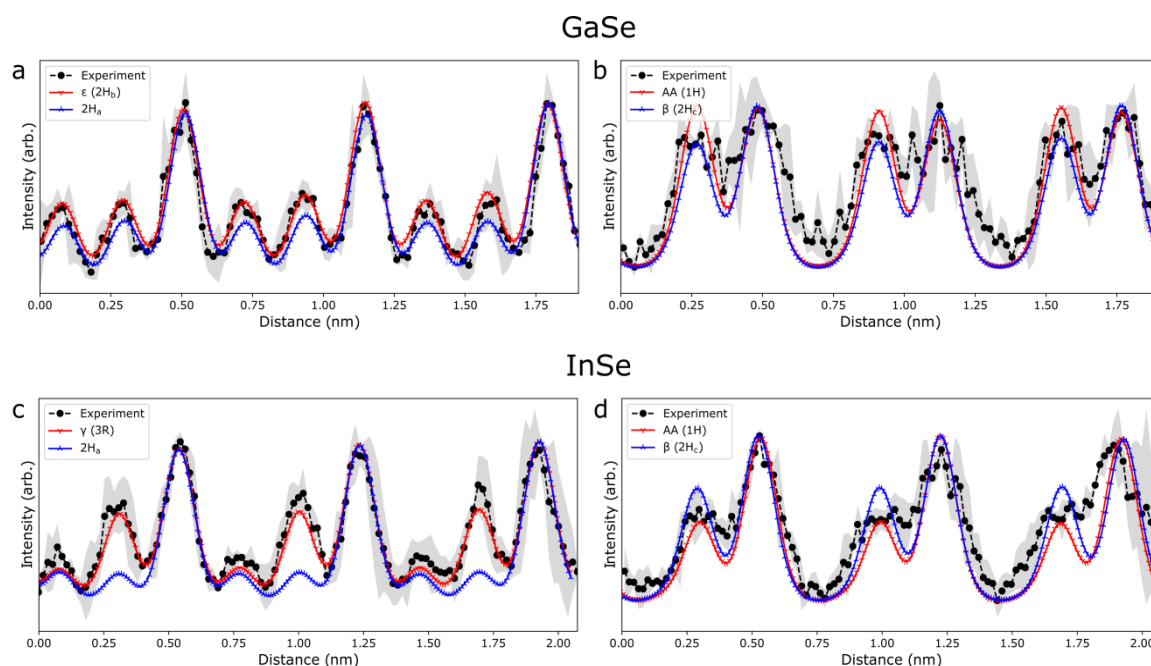 GaSe
a
Experiment
ε (2H_b)
2H_a
Intensity (arb.)
0.00 0.25 0.50 0.75 1.00 1.25 1.50 1.75
Distance (nm)
b
Experiment
AA (1H)
β (2H_c)
Intensity (arb.)
0.00 0.25 0.50 0.75 1.00 1.25 1.50 1.75
Distance (nm)
InSe
c
Experiment
γ (3R)
2H_a
Intensity (arb.)
0.00 0.25 0.50 0.75 1.00 1.25 1.50 1.75 2.00
Distance (nm)
d
Experiment
AA (1H)
β (2H_c)
Intensity (arb.)
0.00 0.25 0.50 0.75 1.00 1.25 1.50 1.75 2.00
Distance (nm)